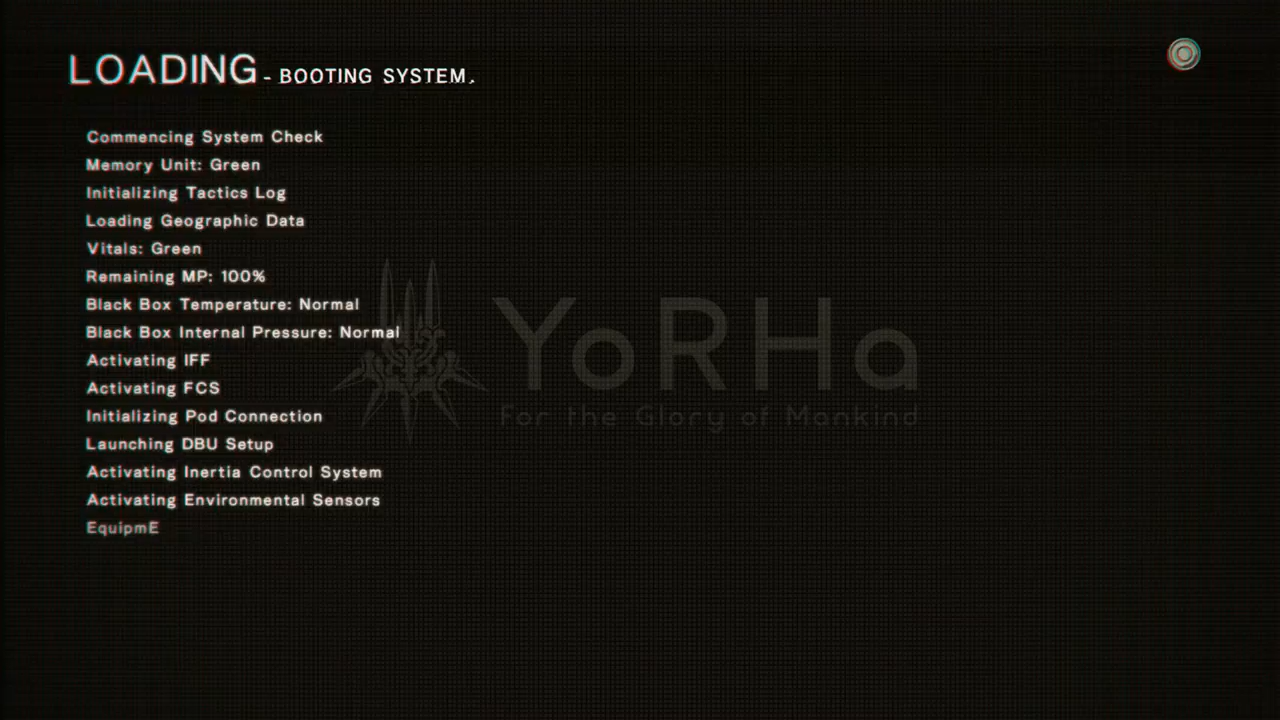 LOADING - BOOTING SYSTEM.
Commencing System Check
Memory Unit: Green
Initializing Tactics Log
Loading Geographic Data
Vitals: Green
Remaining MP: 100%
Black Box Temperature: Normal
Black Box Internal Pressure: Normal
Activating IFF
Activating FCS
Initializing Pod Connection
Launching DBU Setup
Activating Inertia Control System
Activating Environmental Sensors
EquipmE
YoRHa
For the Glory of Mankind